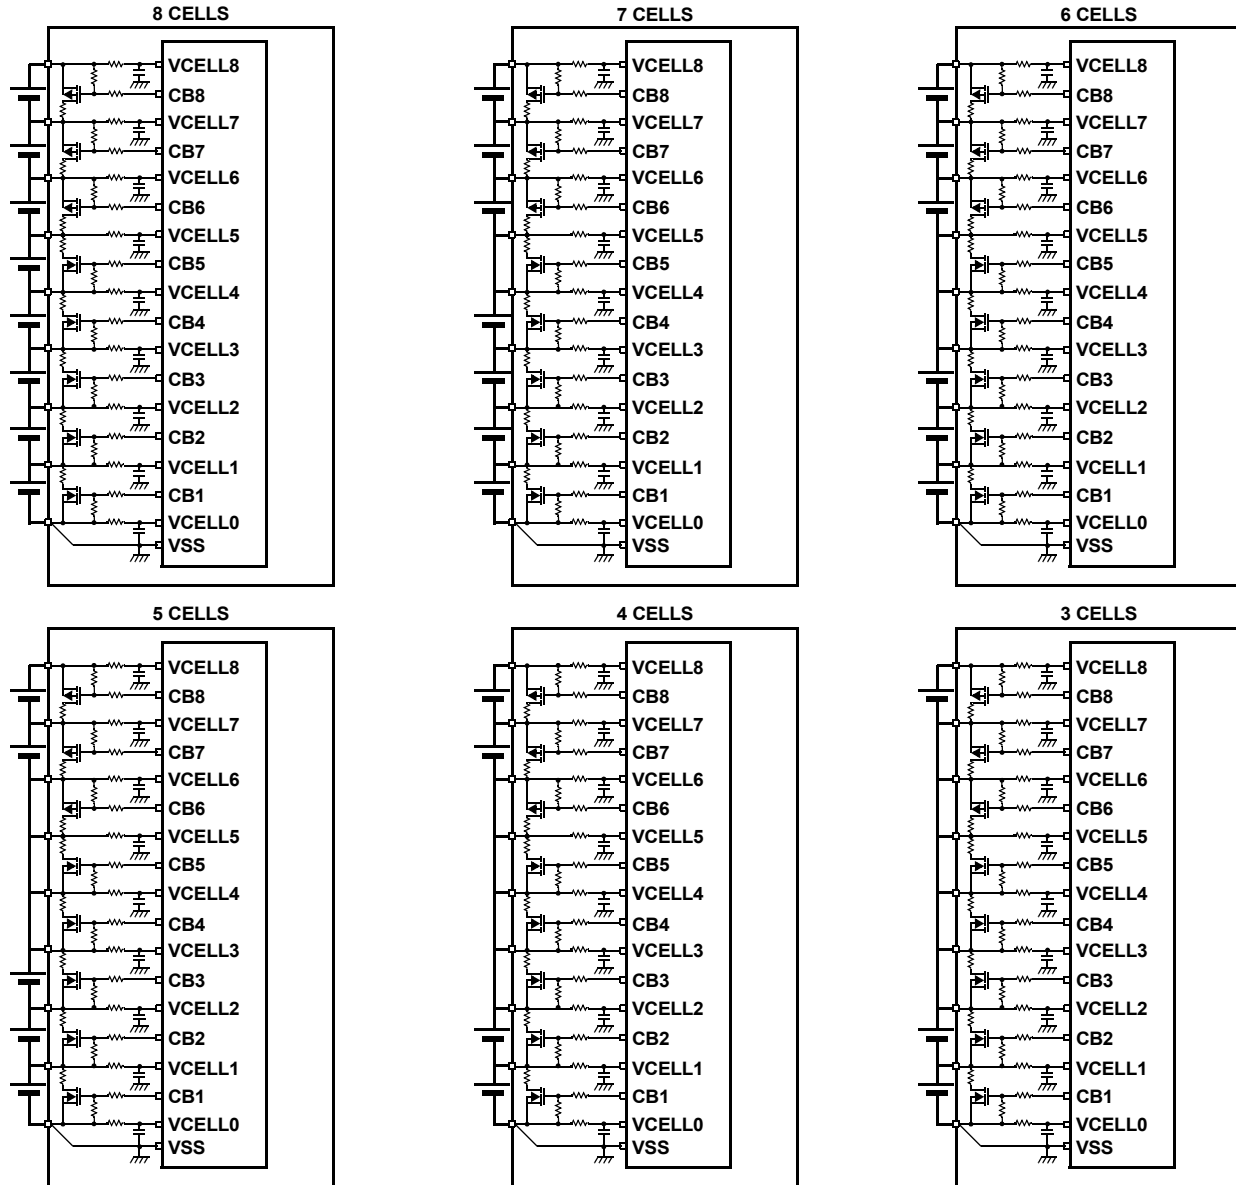 8 CELLS
VCELL8
CB8
VCELL7
CB7
VCELL6
CB6
VCELL5
CB5
VCELL4
CB4
VCELL3
CB3
VCELL2
CB2
VCELL1
CB1
VCELL0
VSS
7 CELLS
VCELL8
CB8
VCELL7
CB7
VCELL6
CB6
VCELL5
CB5
VCELL4
CB4
VCELL3
CB3
VCELL2
CB2
VCELL1
CB1
VCELL0
VSS
6 CELLS
VCELL8
CB8
VCELL7
CB7
VCELL6
CB6
VCELL5
CB5
VCELL4
CB4
VCELL3
CB3
VCELL2
CB2
VCELL1
CB1
VCELL0
VSS
5 CELLS
VCELL8
CB8
VCELL7
CB7
VCELL6
CB6
VCELL5
CB5
VCELL4
CB4
VCELL3
CB3
VCELL2
CB2
VCELL1
CB1
VCELL0
VSS
4 CELLS
VCELL8
CB8
VCELL7
CB7
VCELL6
CB6
VCELL5
CB5
VCELL4
CB4
VCELL3
CB3
VCELL2
CB2
VCELL1
CB1
VCELL0
VSS
3 CELLS
VCELL8
CB8
VCELL7
CB7
VCELL6
CB6
VCELL5
CB5
VCELL4
CB4
VCELL3
CB3
VCELL2
CB2
VCELL1
CB1
VCELL0
VSS